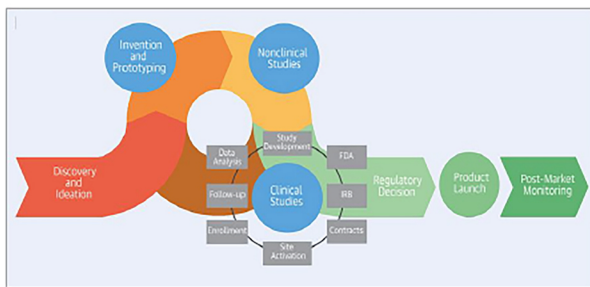 Invention
and
Prototyping
Nonclinical
Studies
Discovery
and
Ideation
Study
Development
Data
Analysis
FDA
Follow-up
Clinical
Studies
IRB
Enrollment
Contracts
Site
Activation
Regulatory
Decision
Product
Launch
Post-Market
Monitoring